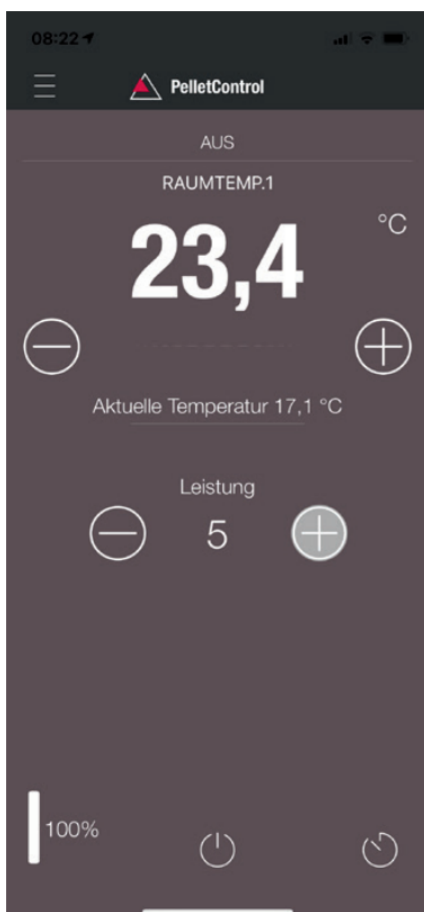 08:22
PelletControl
AUS
RAUMTEMP.1
°C
23,4
Aktuelle Temperatur 17,1 °C
Leistung
5
100%